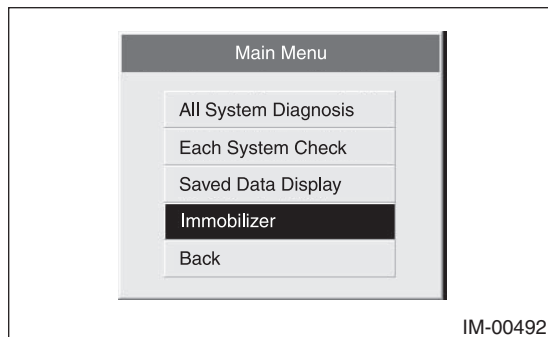 Main Menu
All System Diagnosis
Each System Check
Saved Data Display
Immobilizer
Back
IM-00492